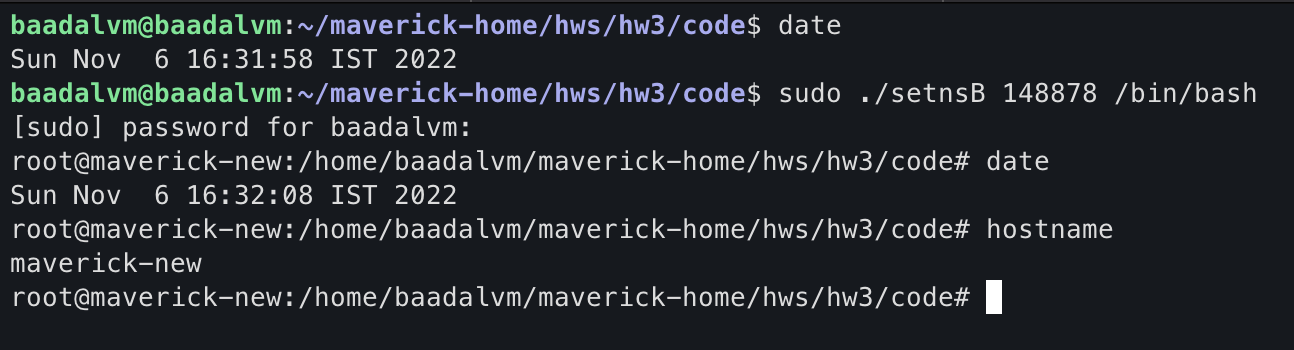 baadalvm@baadalvm:~/maverick-home/hws/hw3/code$ date
Sun Nov  6 16:31:58 IST 2022
baadalvm@baadalvm:~/maverick-home/hws/hw3/code$ sudo ./setnsB 148878 /bin/bash
[sudo] password for baadalvm:
root@maverick-new:/home/baadalvm/maverick-home/hws/hw3/code# date
Sun Nov  6 16:32:08 IST 2022
root@maverick-new:/home/baadalvm/maverick-home/hws/hw3/code# hostname
maverick-new
root@maverick-new:/home/baadalvm/maverick-home/hws/hw3/code#